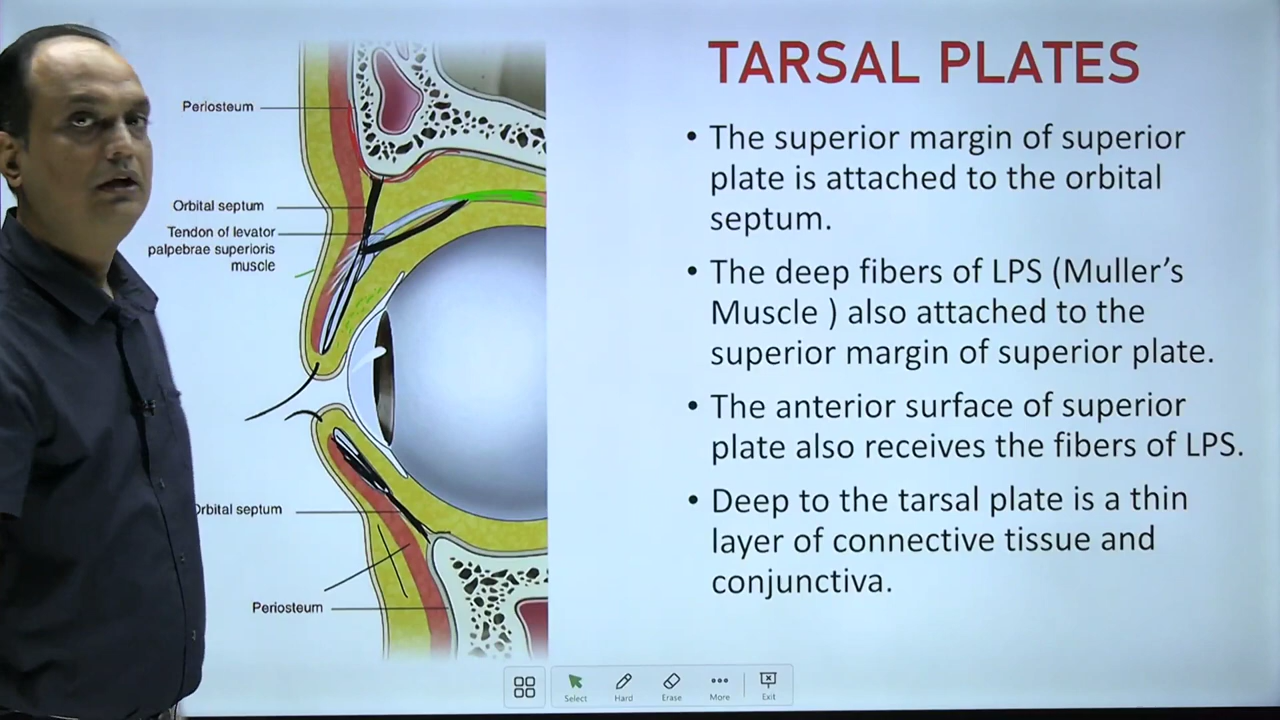 TARSAL PLATES
Periosteum
Orbital septum
Tendon of levator
palpebrae superioris
muscle
Orbital septum
Periosteum
• The superior margin of superior
plate is attached to the orbital
septum.
• The deep fibers of LPS (Muller’s
Muscle ) also attached to the
superior margin of superior plate.
• The anterior surface of superior
plate also receives the fibers of LPS.
• Deep to the tarsal plate is a thin
layer of connective tissue and
conjunctiva.
Select
Hard
Erase
More
Exit